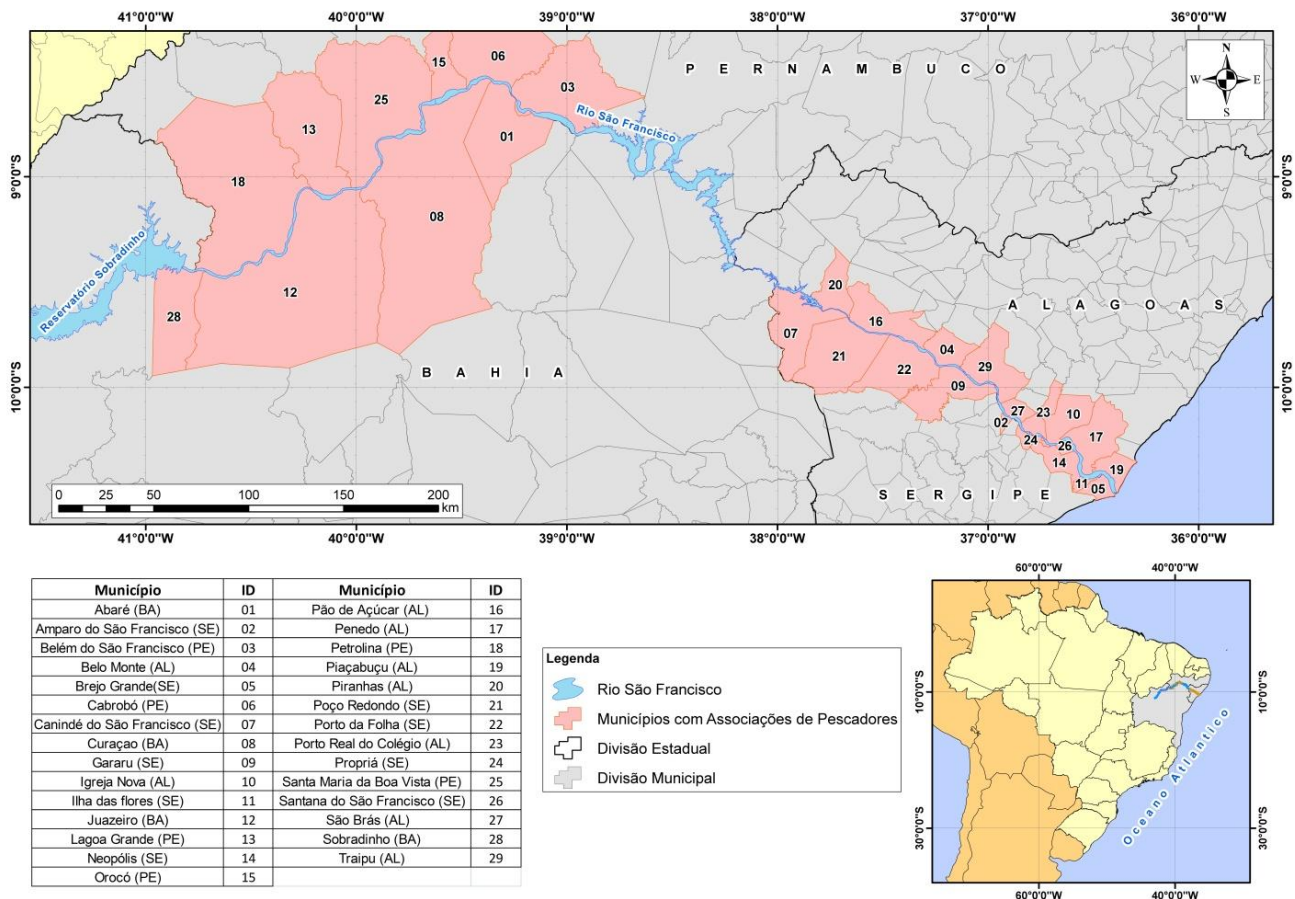 41°0'0"W 40°0'0"W 39°0'0"W 38°0'0"W 37°0'0"W 36°0'0"W
N
W E
S
PERNAMBUCO
15
06
03
25
13
01
Rio São Francisco
9°0'0"S 9°0'0"S
18
08
Reservatório Sobradinho
12
28
20
ALAGOAS
07
16
21
04
22
29
09
BAHIA
10°0'0"S 10°0'0"S
27
23
10
02
24
26
17
14
19
11
05
SERGIPE
0 25 50 100 150 200
km
41°0'0"W 40°0'0"W 39°0'0"W 38°0'0"W 37°0'0"W 36°0'0"W
Município ID Município ID
Abaré (BA) 01 Pão de Açúcar (AL) 16
Amparo do São Francisco (SE) 02 Penedo (AL) 17
Belém do São Francisco (PE) 03 Petrolina (PE) 18
Belo Monte (AL) 04 Piaçabuçu (AL) 19
Brejo Grande(SE) 05 Piranhas (AL) 20
Cabrobó (PE) 06 Poço Redondo (SE) 21
Canindé do São Francisco (SE) 07 Porto da Folha (SE) 22
Curaçao (BA) 08 Porto Real do Colégio (AL) 23
Gararu (SE) 09 Propriá (SE) 24
Igreja Nova (AL) 10 Santa Maria da Boa Vista (PE) 25
Ilha das flores (SE) 11 Santana do São Francisco (SE) 26
Juazeiro (BA) 12 São Brás (AL) 27
Lagoa Grande (PE) 13 Sobradinho (BA) 28
Neopólis (SE) 14 Traipu (AL) 29
Orocó (PE) 15
Legenda
Rio São Francisco
Municípios com Associações de Pescadores
Divisão Estadual
Divisão Municipal
60°0'0"W 40°0'0"W
10°0'0"S 10°0'0"S
Oceano Atlantico
30°0'0"S 30°0'0"S
60°0'0"W 40°0'0"W